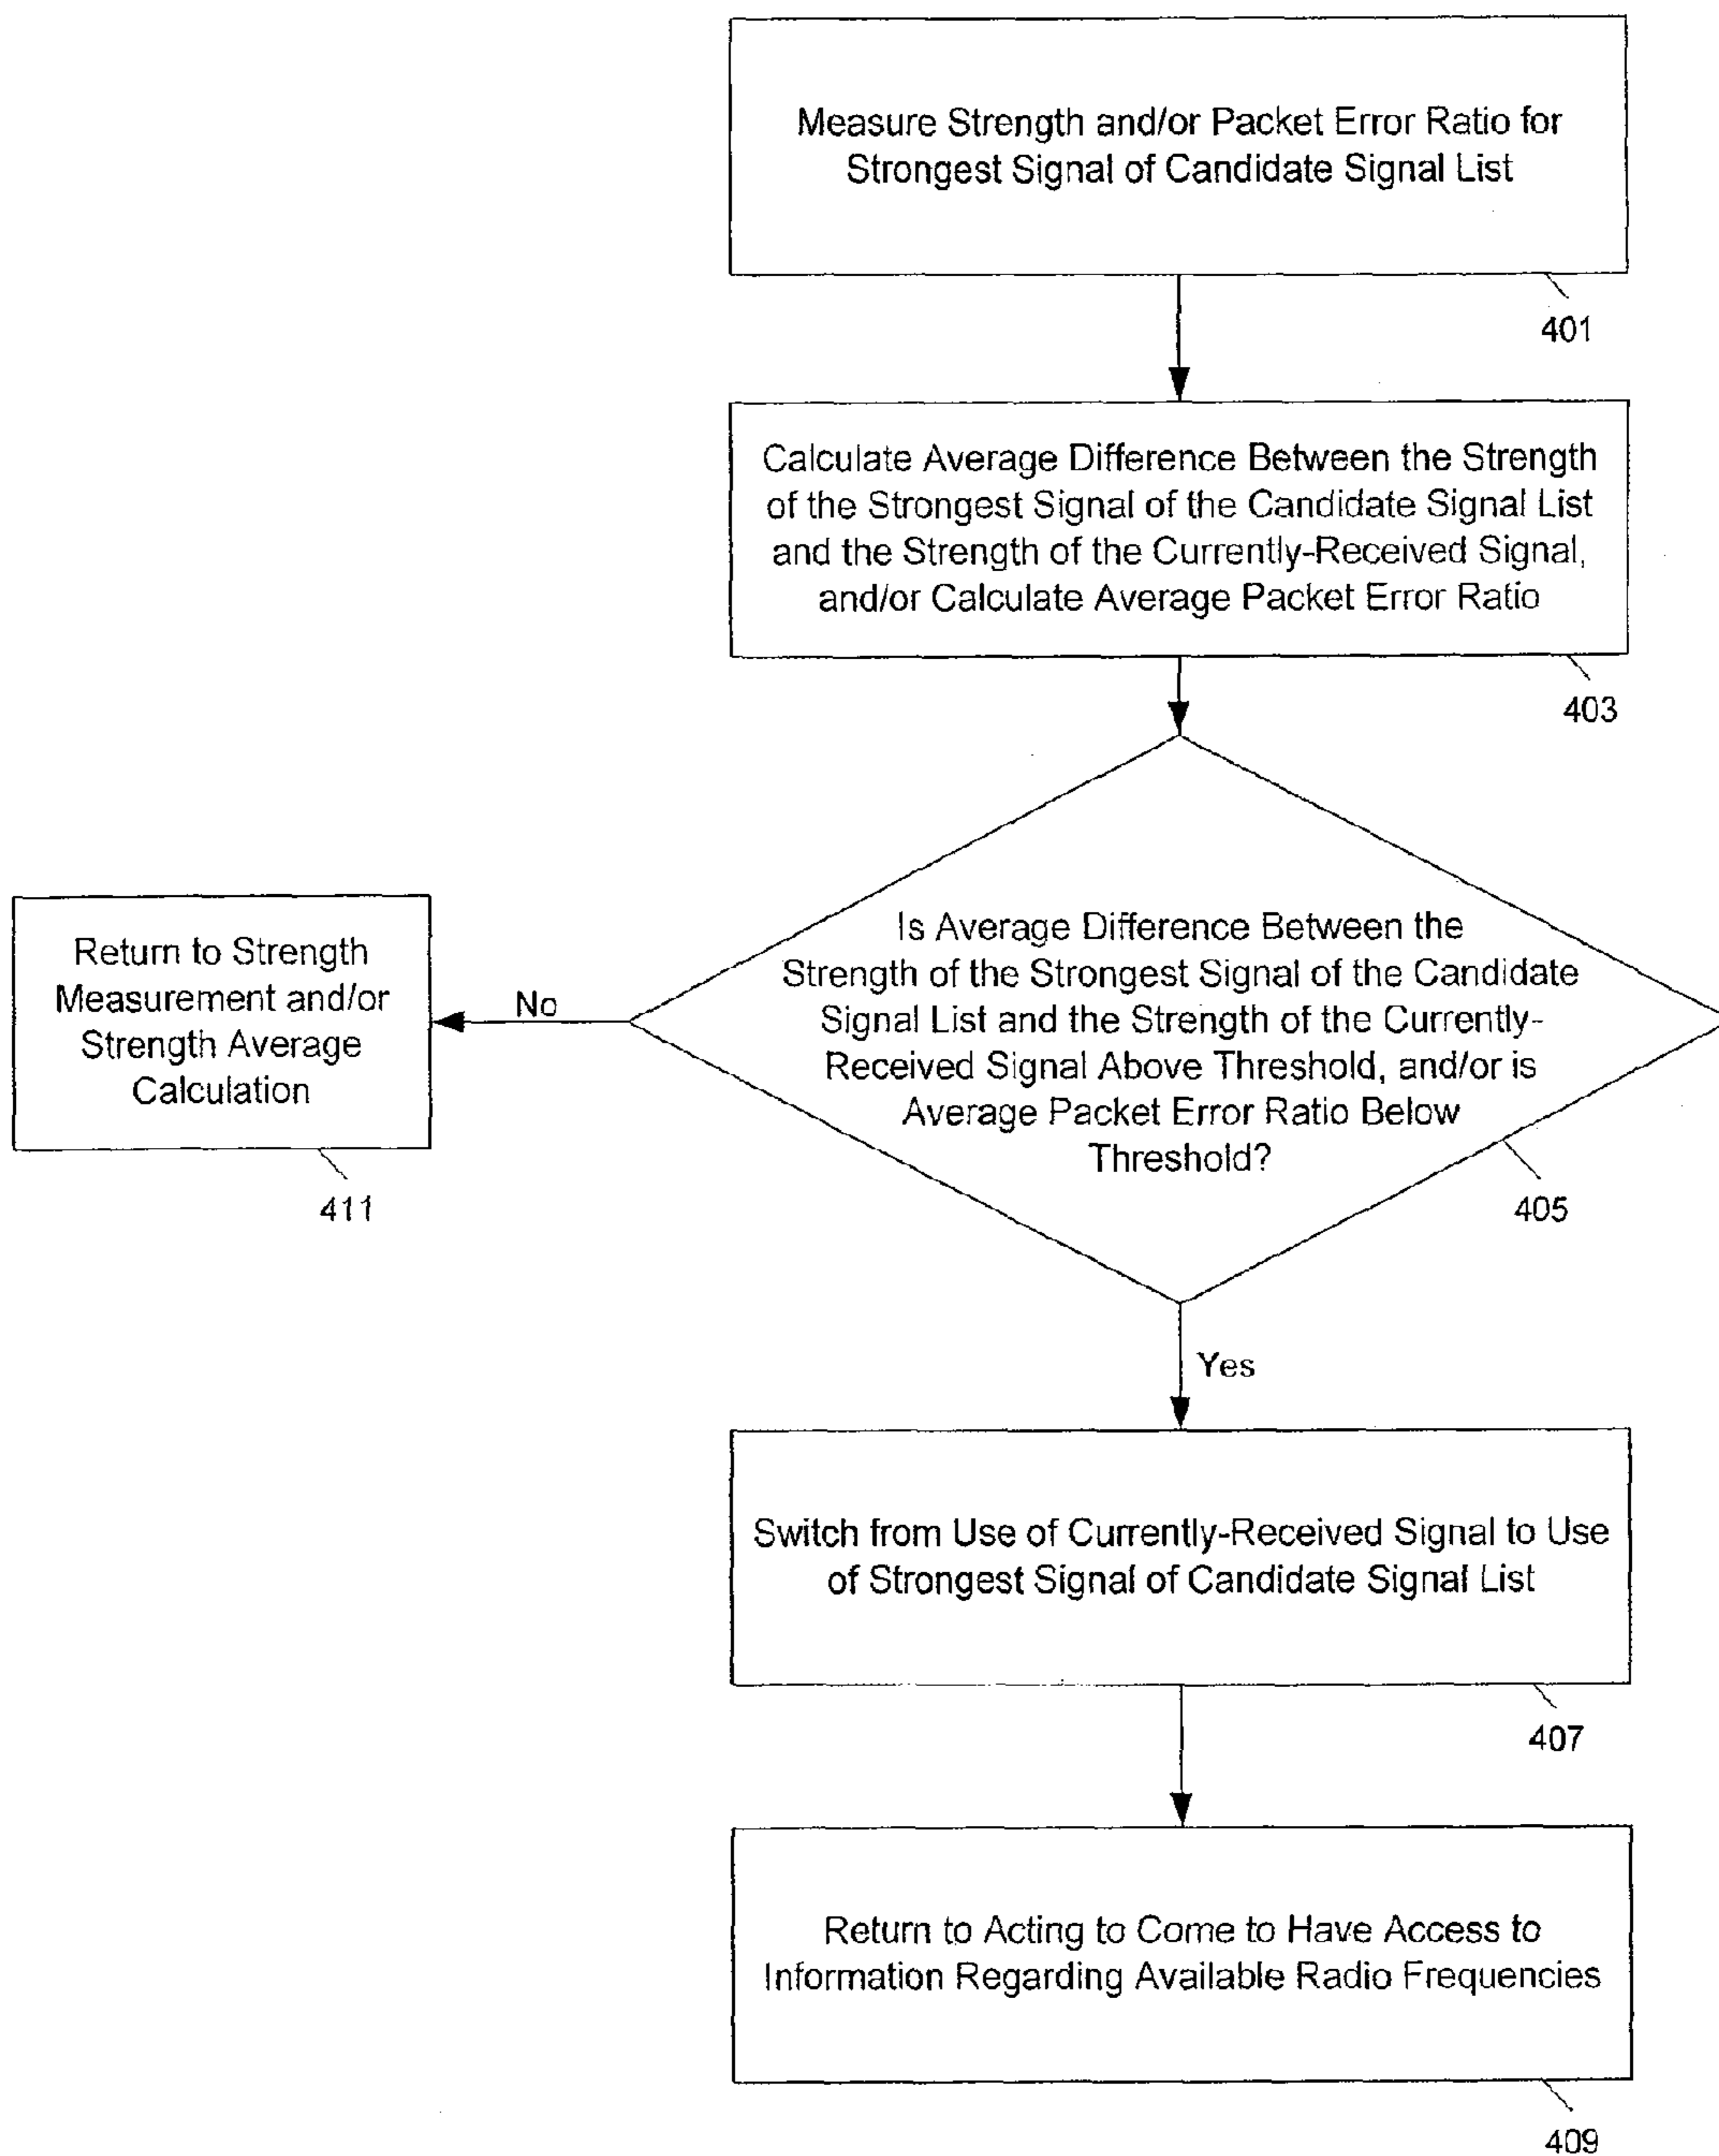 Measure Strength and/or Packet Error Ratio for
Strongest Signal of Candidate Signal List
401
Calculate Average Difference Between the Strength
of the Strongest Signal of the Candidate Signal List
and the Strength of the Currently-Received Signal,
and/or Calculate Average Packet Error Ratio
403
Is Average Difference Between the
Strength of the Strongest Signal of the Candidate
Signal List and the Strength of the Currently-
Received Signal Above Threshold, and/or is
Average Packet Error Ratio Below
Threshold?
405
No
Return to Strength
Measurement and/or
Strength Average
Calculation
411
Yes
Switch from Use of Currently-Received Signal to Use
of Strongest Signal of Candidate Signal List
407
Return to Acting to Come to Have Access to
Information Regarding Available Radio Frequencies
409